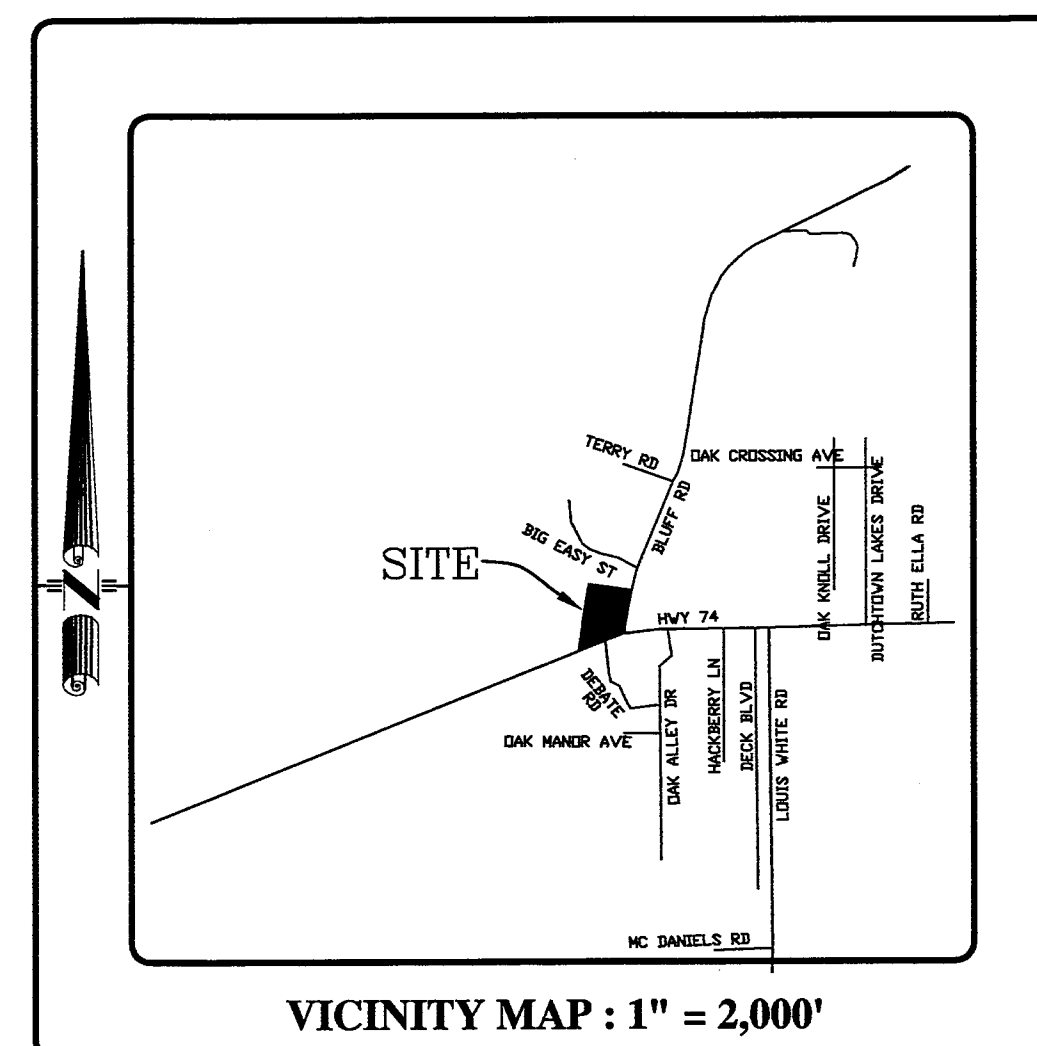 TERRY RD
OAK CROSSING AVE
BLUFF RD
BIG EASY ST
SITE
OAK KNOLL DRIVE
DUTCHTOWN LAKES DRIVE
RUTH ELLA RD
HWY 74
DEBATE
RD
OAK MANOR AVE
OAK ALLEY DR
HACKBERRY LN
DECK BLVD
LOUIS WHITE RD
MC DANIELS RD
VICINITY MAP : 1" = 2,000'